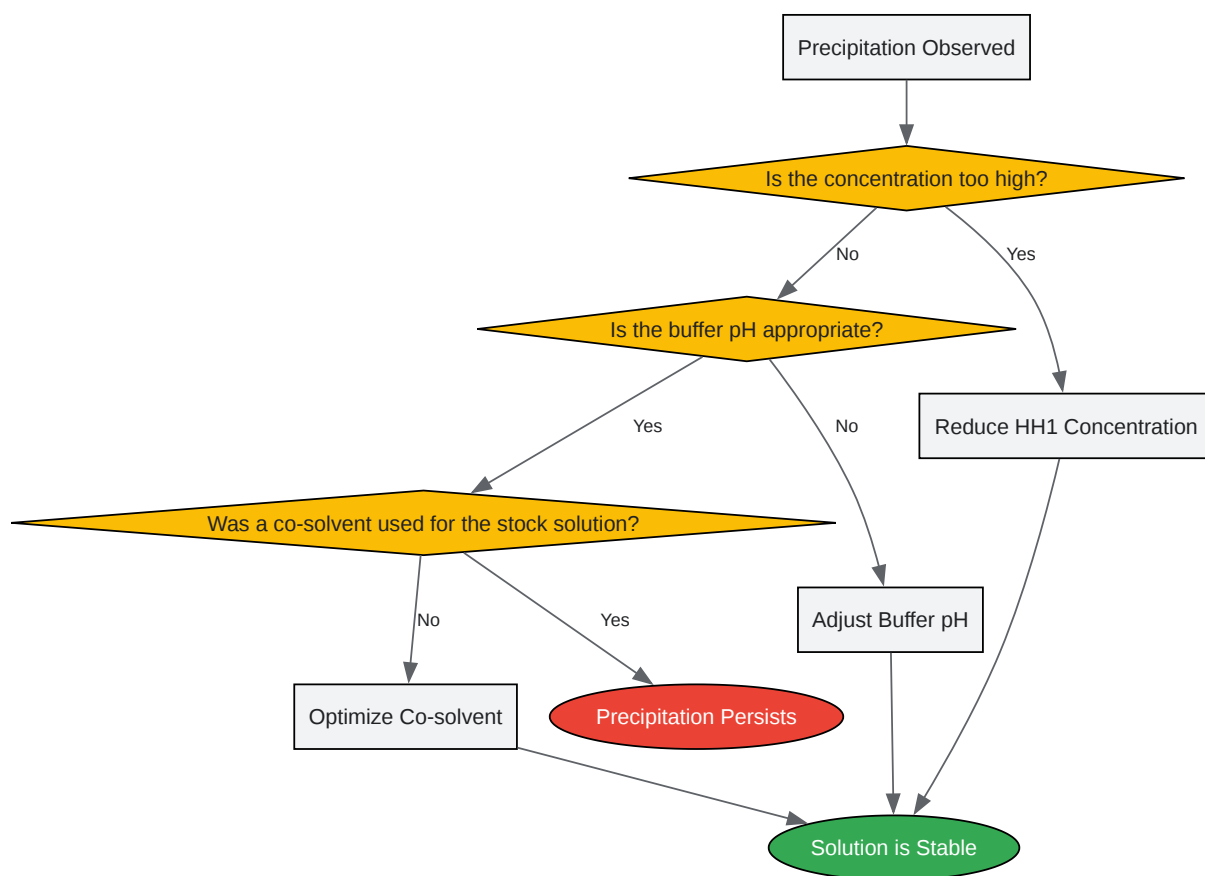 Precipitation Observed
Is the concentration too high?
No
Yes
Is the buffer pH appropriate?
Reduce HH1 Concentration
Yes
No
Was a co-solvent used for the stock solution?
Adjust Buffer pH
No
Yes
Optimize Co-solvent
Precipitation Persists
Solution is Stable